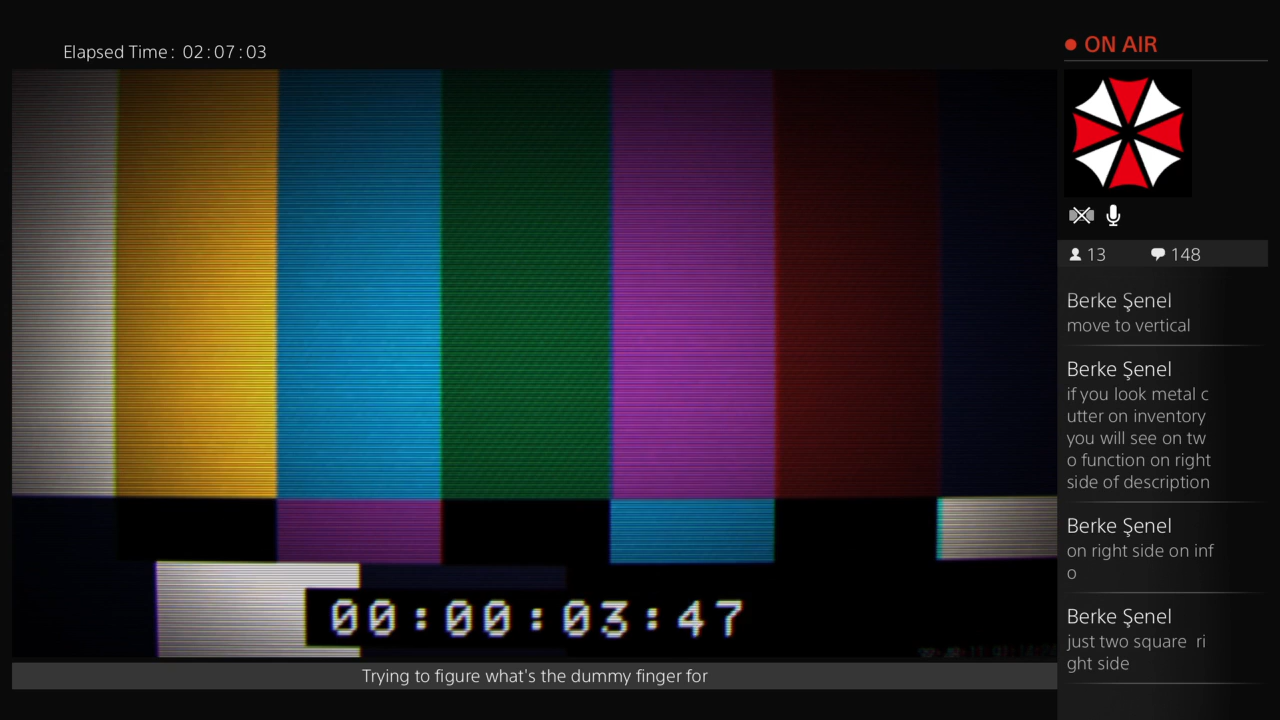 Elapsed Time: 02:07:03
ON AIR
13 148
Berke Şenel
move to vertical
Berke Şenel
if you look metal c
utter on inventory
you will see on tw
o function on right
side of description
Berke Şenel
on right side on inf
o
Berke Şenel
just two square ri
ght side
00:00:03:47
Trying to figure what's the dummy finger for